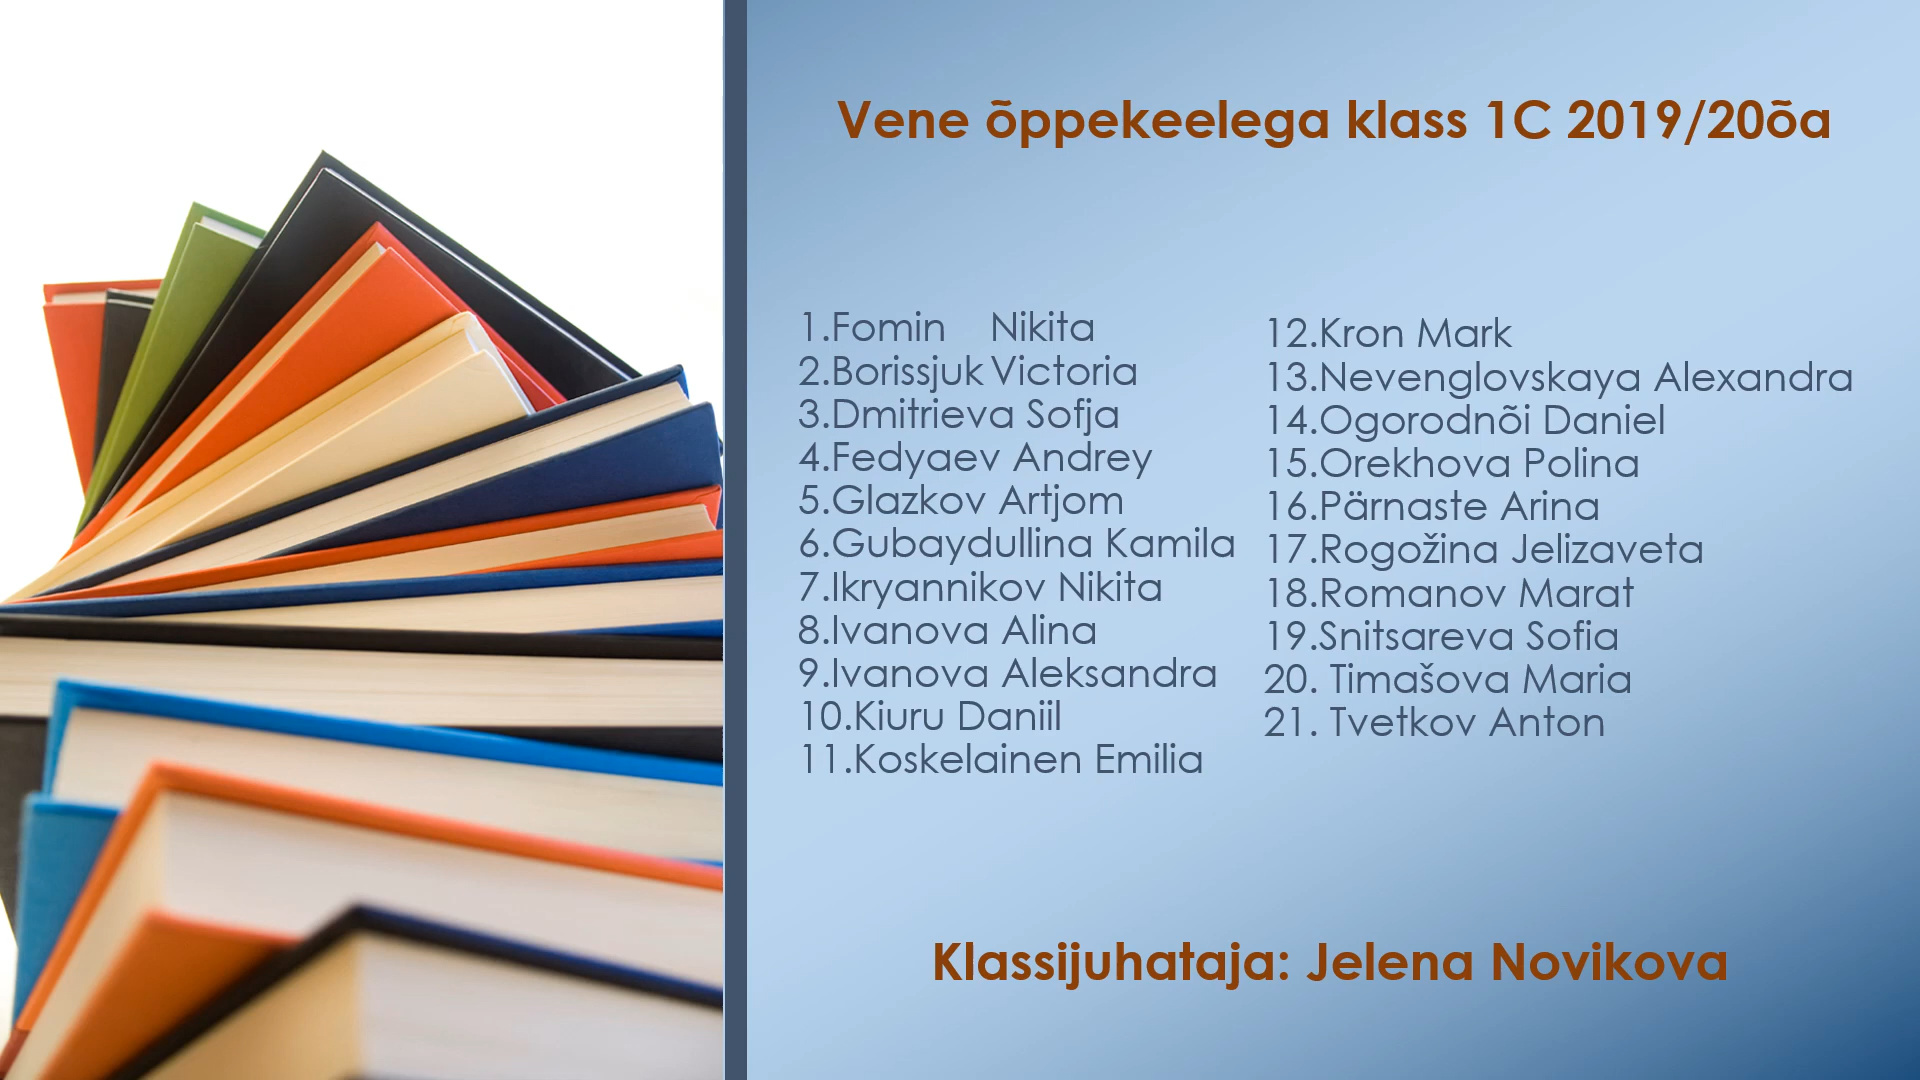 Vene õppekeelega klass 1C 2019/20õa
1.Fomin Nikita
2.Borissjuk Victoria
3.Dmitrieva Sofja
4.Fedyaev Andrey
5.Glazkov Artjom
6.Gubaydullina Kamila
7.Ikryannikov Nikita
8.Ivanova Alina
9.Ivanova Aleksandra
10.Kiuru Daniil
11.Koskelainen Emilia
12.Kron Mark
13.Nevenglovskaya Alexandra
14.Ogorodnõi Daniel
15.Orekhova Polina
16.Pärnaste Arina
17.Rogožina Jelizaveta
18.Romanov Marat
19.Snitsareva Sofia
20. Timašova Maria
21. Tvetkov Anton
Klassijuhataja: Jelena Novikova